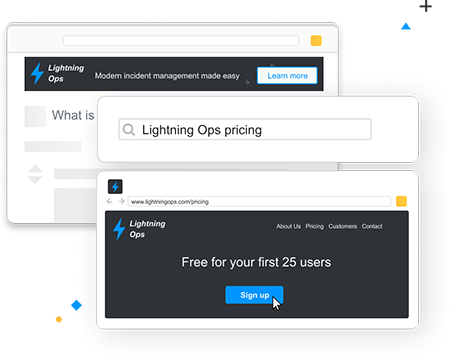 Lightning
Ops
Modern incident management made easy
Learn more
What is
Lightning Ops pricing
www.lightningops.com/pricing
Lightning
Ops
About Us Pricing Customers Contact
Free for your first 25 users
Sign up